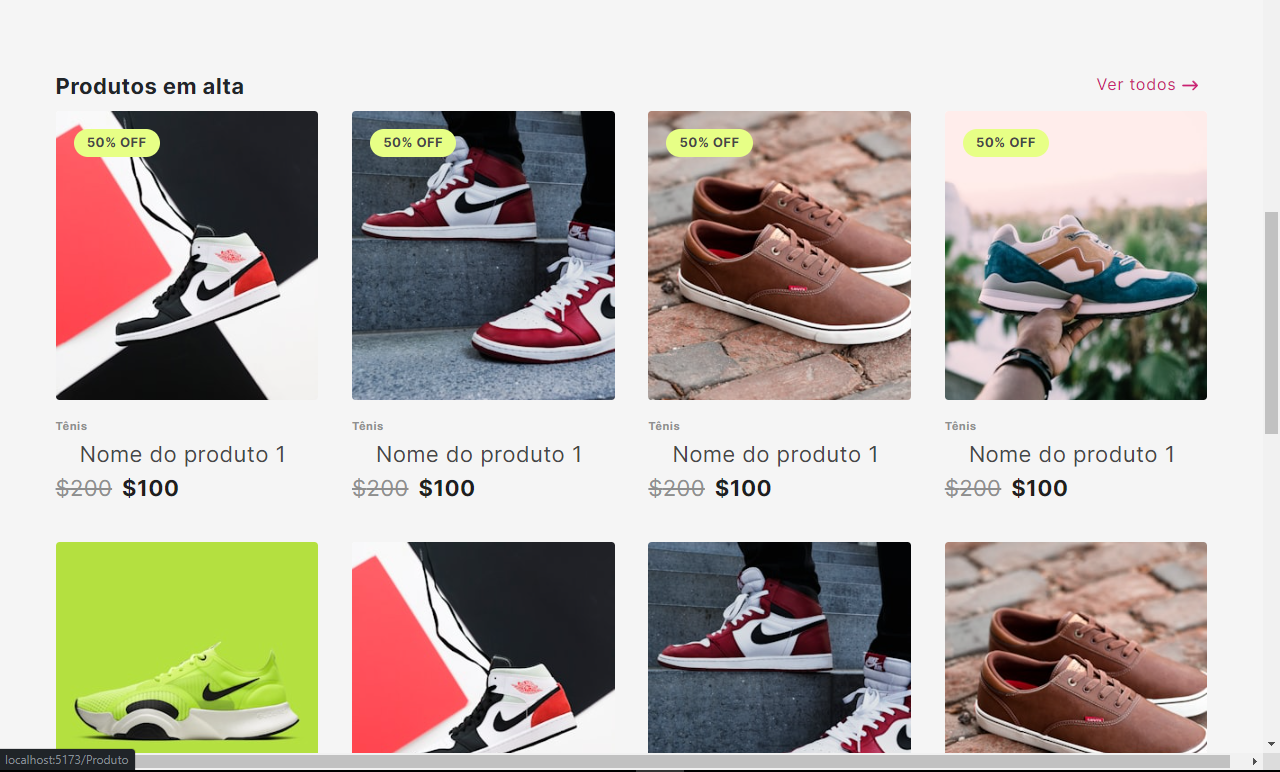 Produtos em alta
Ver todos →
50% OFF
50% OFF
50% OFF
50% OFF
Tênis
Tênis
Tênis
Tênis
Nome do produto 1
Nome do produto 1
Nome do produto 1
Nome do produto 1
$200 $100
$200 $100
$200 $100
$200 $100
localhost:5173/Produto